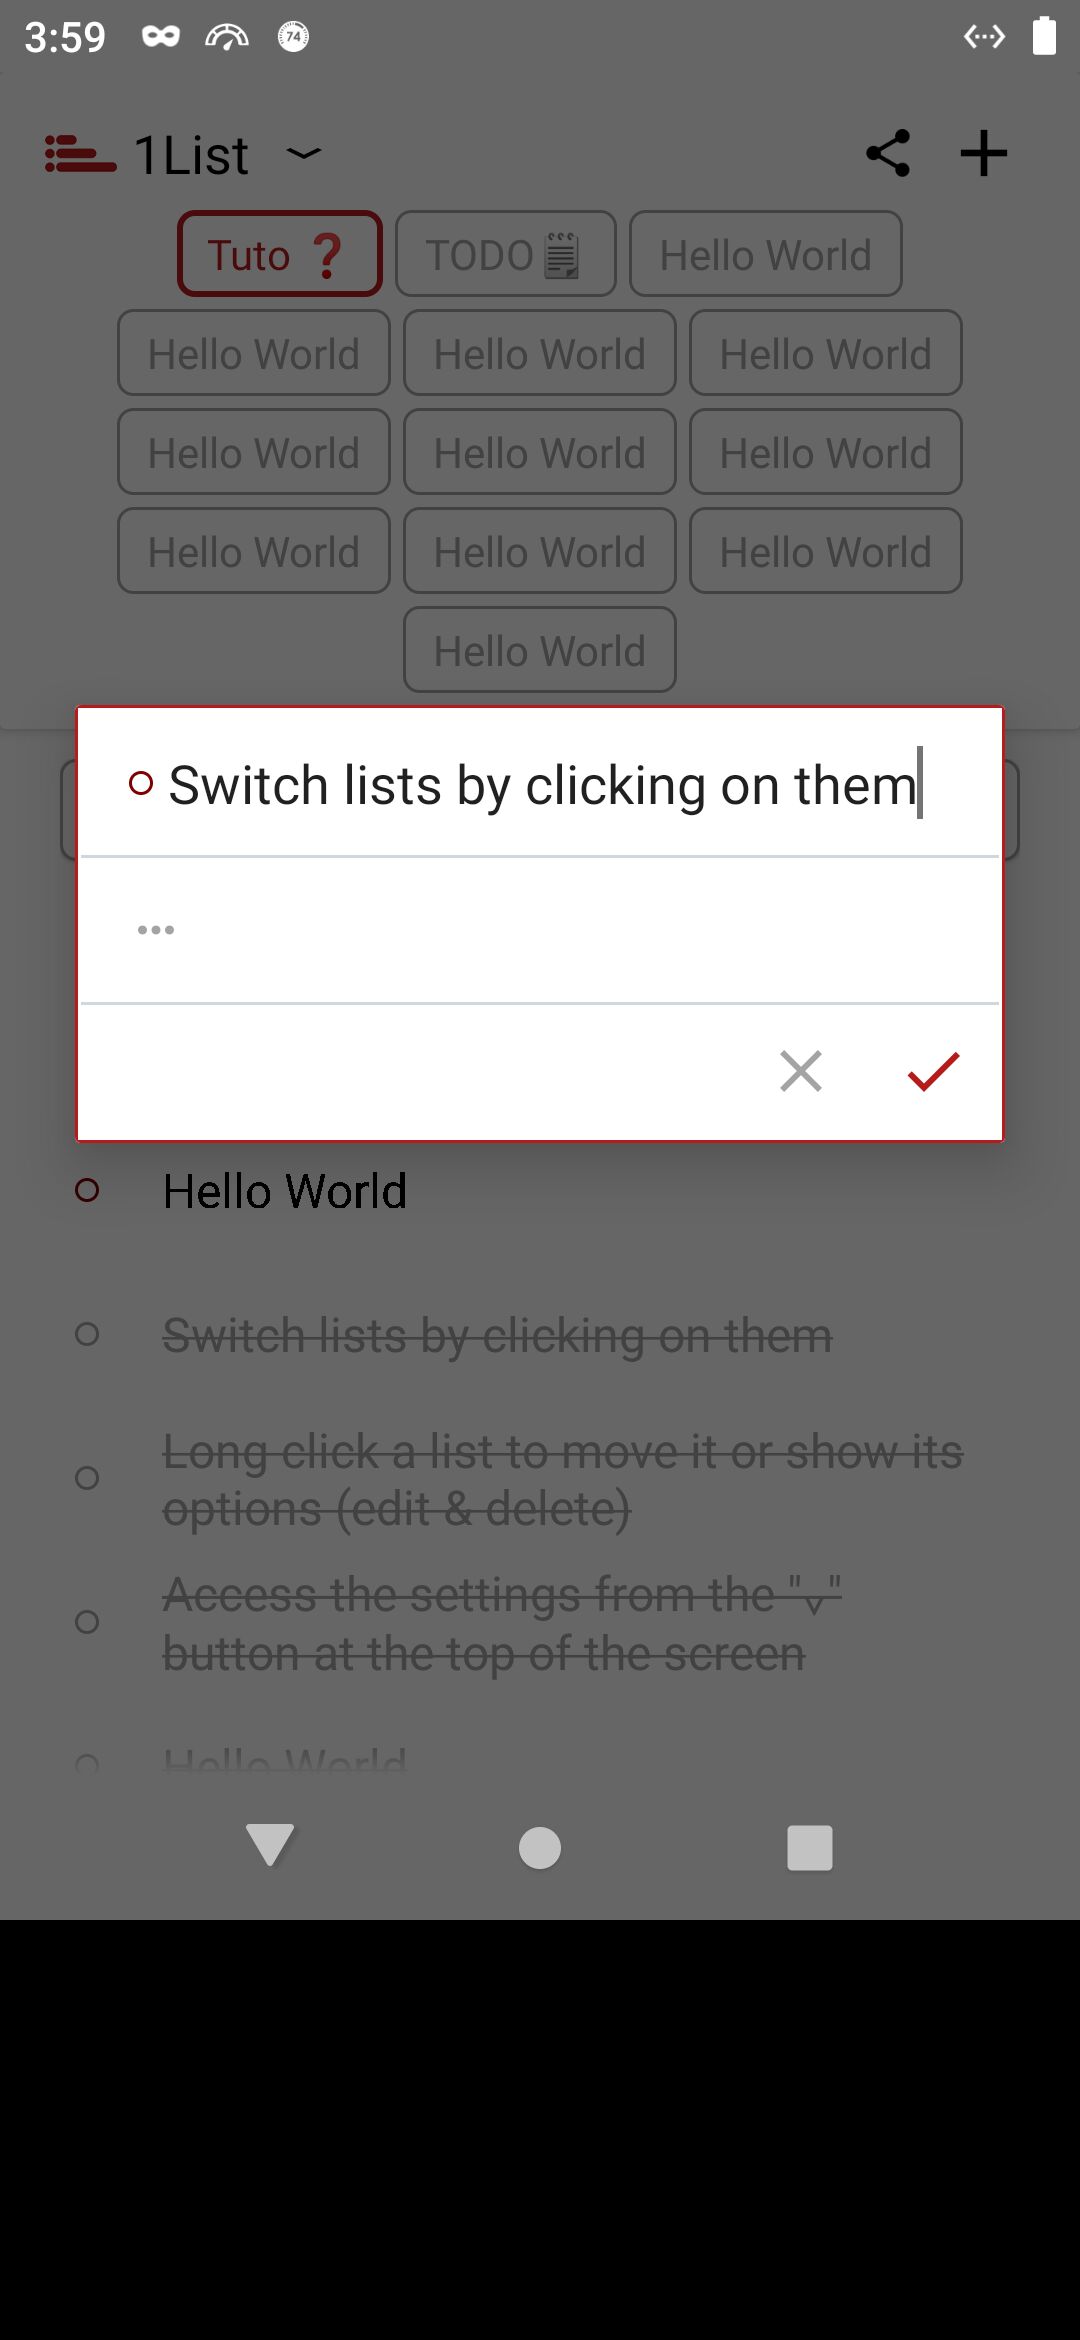 3:59
74
1List
Tuto ❓ TODO🗒 Hello World
Hello World Hello World Hello World
Hello World Hello World Hello World
Hello World Hello World Hello World
Hello World
Switch lists by clicking on them
...
Hello World
Switch lists by clicking on them
Long click a list to move it or show its
options (edit & delete)
Access the settings from the "⌵"
button at the top of the screen
Hello World